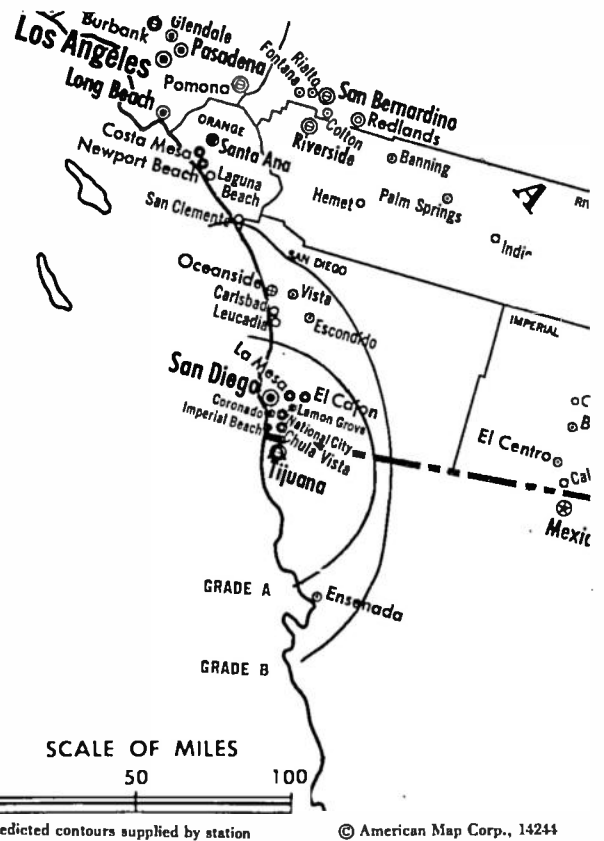 Burbank
Glendale
Los Angeles
Pasadena
Fontana
Rialto
Long Beach
Pomona
San Bernardino
ORANGE
Colton
Redlands
Costa Mesa
Santa Ana
Riverside
Newport Beach
Banning
Laguna
Beach
Hemet
Palm Springs
A
San Clemente
SAN DIEGO
Oceanside
Vista
Carlsbad
Leucadia
Escondido
IMPERIAL
La Mesa
San Diego
El Cajon
Lemon Grove
Coronado
National City
Imperial Beach
Chula Vista
El Centro
Tijuana
GRADE A
Ensenada
GRADE B
SCALE OF MILES
50 100
edicted contours supplied by station
© American Map Corp., 14244